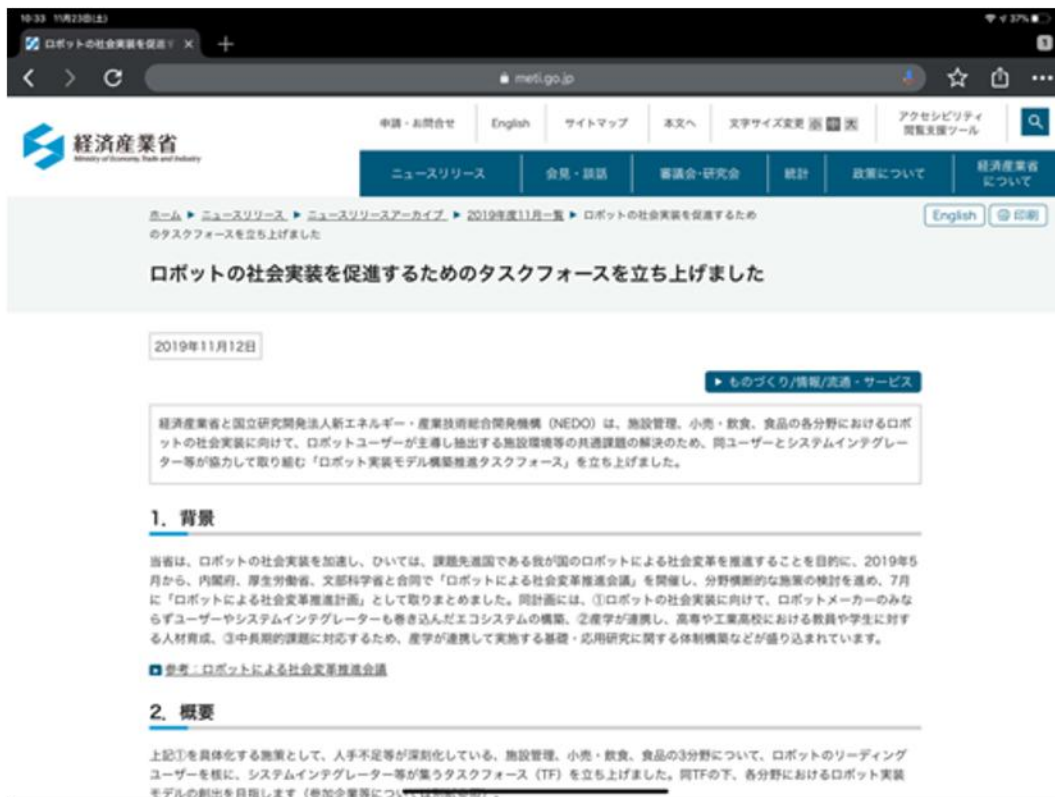 10:33 11月23日(土)
37%
ロボットの社会実装を促進す
1
meti.go.jp
経済産業省
Ministry of Economy, Trade and Industry
申請・お問合せ English サイトマップ 本文へ 文字サイズ変更 小 中 大 アクセシビリティ
閲覧支援ツール
ニュースリリース 会見・談話 審議会・研究会 統計 政策について 経済産業省
について
ホーム ▶ ニュースリリース ▶ ニュースリリースアーカイブ ▶ 2019年度11月一覧 ▶ ロボットの社会実装を促進するため
のタスクフォースを立ち上げました
English 印刷
ロボットの社会実装を促進するためのタスクフォースを立ち上げました
2019年11月12日
▶ ものづくり/情報/流通・サービス
経済産業省と国立研究開発法人新エネルギー・産業技術総合開発機構（NEDO）は、施設管理、小売・飲食、食品の各分野におけるロボ
ットの社会実装に向けて、ロボットユーザーが主導し抽出する施設環境等の共通課題の解決のため、同ユーザーとシステムインテグレー
ター等が協力して取り組む「ロボット実装モデル構築推進タスクフォース」を立ち上げました。
1．背景
当省は、ロボットの社会実装を加速し、ひいては、課題先進国である我が国のロボットによる社会変革を推進することを目的に、2019年5
月から、内閣府、厚生労働省、文部科学省と合同で「ロボットによる社会変革推進会議」を開催し、分野横断的な施策の検討を進め、7月
に「ロボットによる社会変革推進計画」として取りまとめました。同計画には、①ロボットの社会実装に向けて、ロボットメーカーのみな
らずユーザーやシステムインテグレーターも巻き込んだエコシステムの構築、②産学が連携し、高専や工業高校における教員や学生に対す
る人材育成、③中長期的課題に対応するため、産学が連携して実施する基礎・応用研究に関する体制構築などが盛り込まれています。
参考：ロボットによる社会変革推進会議
2．概要
上記①を具体化する施策として、人手不足等が深刻化している、施設管理、小売・飲食、食品の3分野について、ロボットのリーディング
ユーザーを核に、システムインテグレーター等が集うタスクフォース（TF）を立ち上げました。同TFの下、各分野におけるロボット実装
モデルの創出を目指します（参加企業等につ